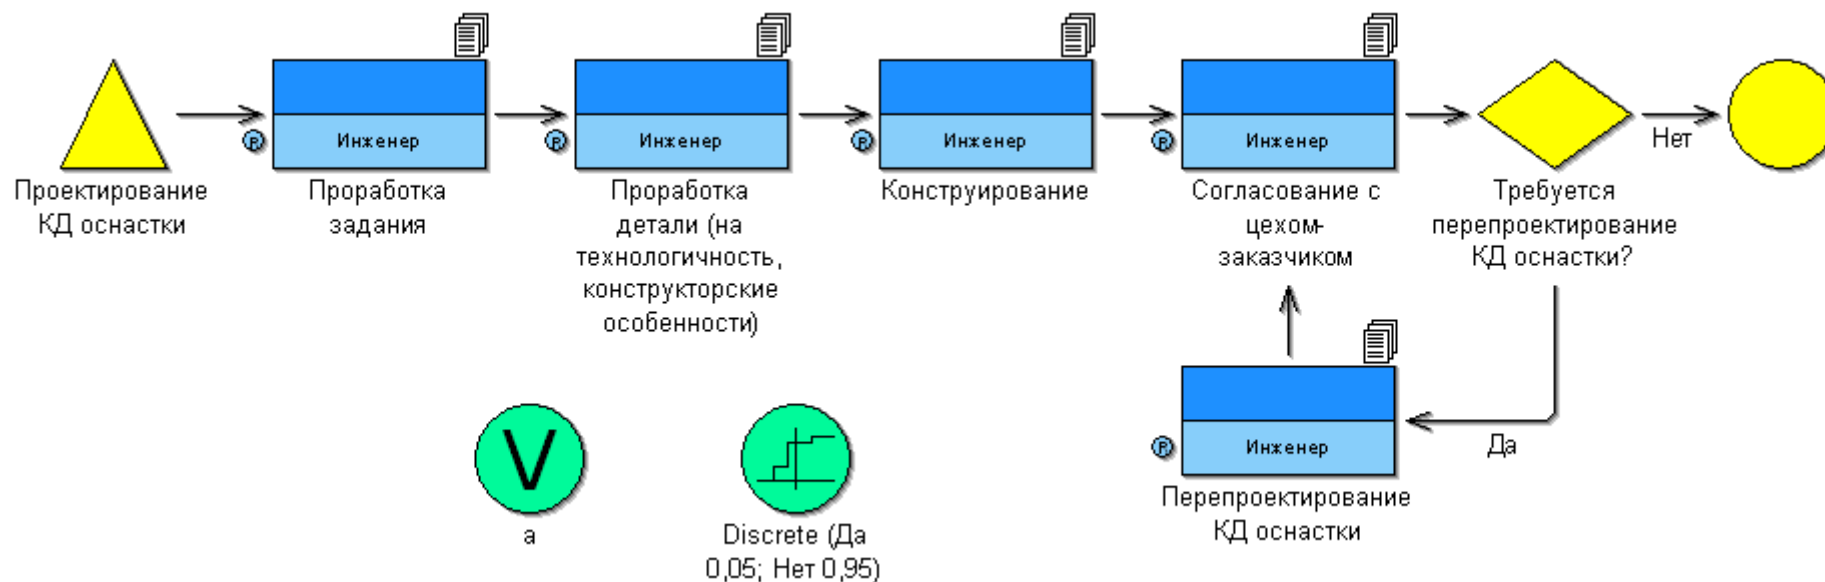 Инженер
Инженер
Инженер
Инженер
Нет
Проектирование
КД оснастки
Проработка
задания
Проработка
детали (на
технологичность,
конструкторские
особенности)
Конструирование
Согласование с
цехом-
заказчиком
Требуется
перепроектирование
КД оснастки?
Инженер
Да
Перепроектирование
КД оснастки
V
a
Discrete (Да
0,05; Нет 0,95)